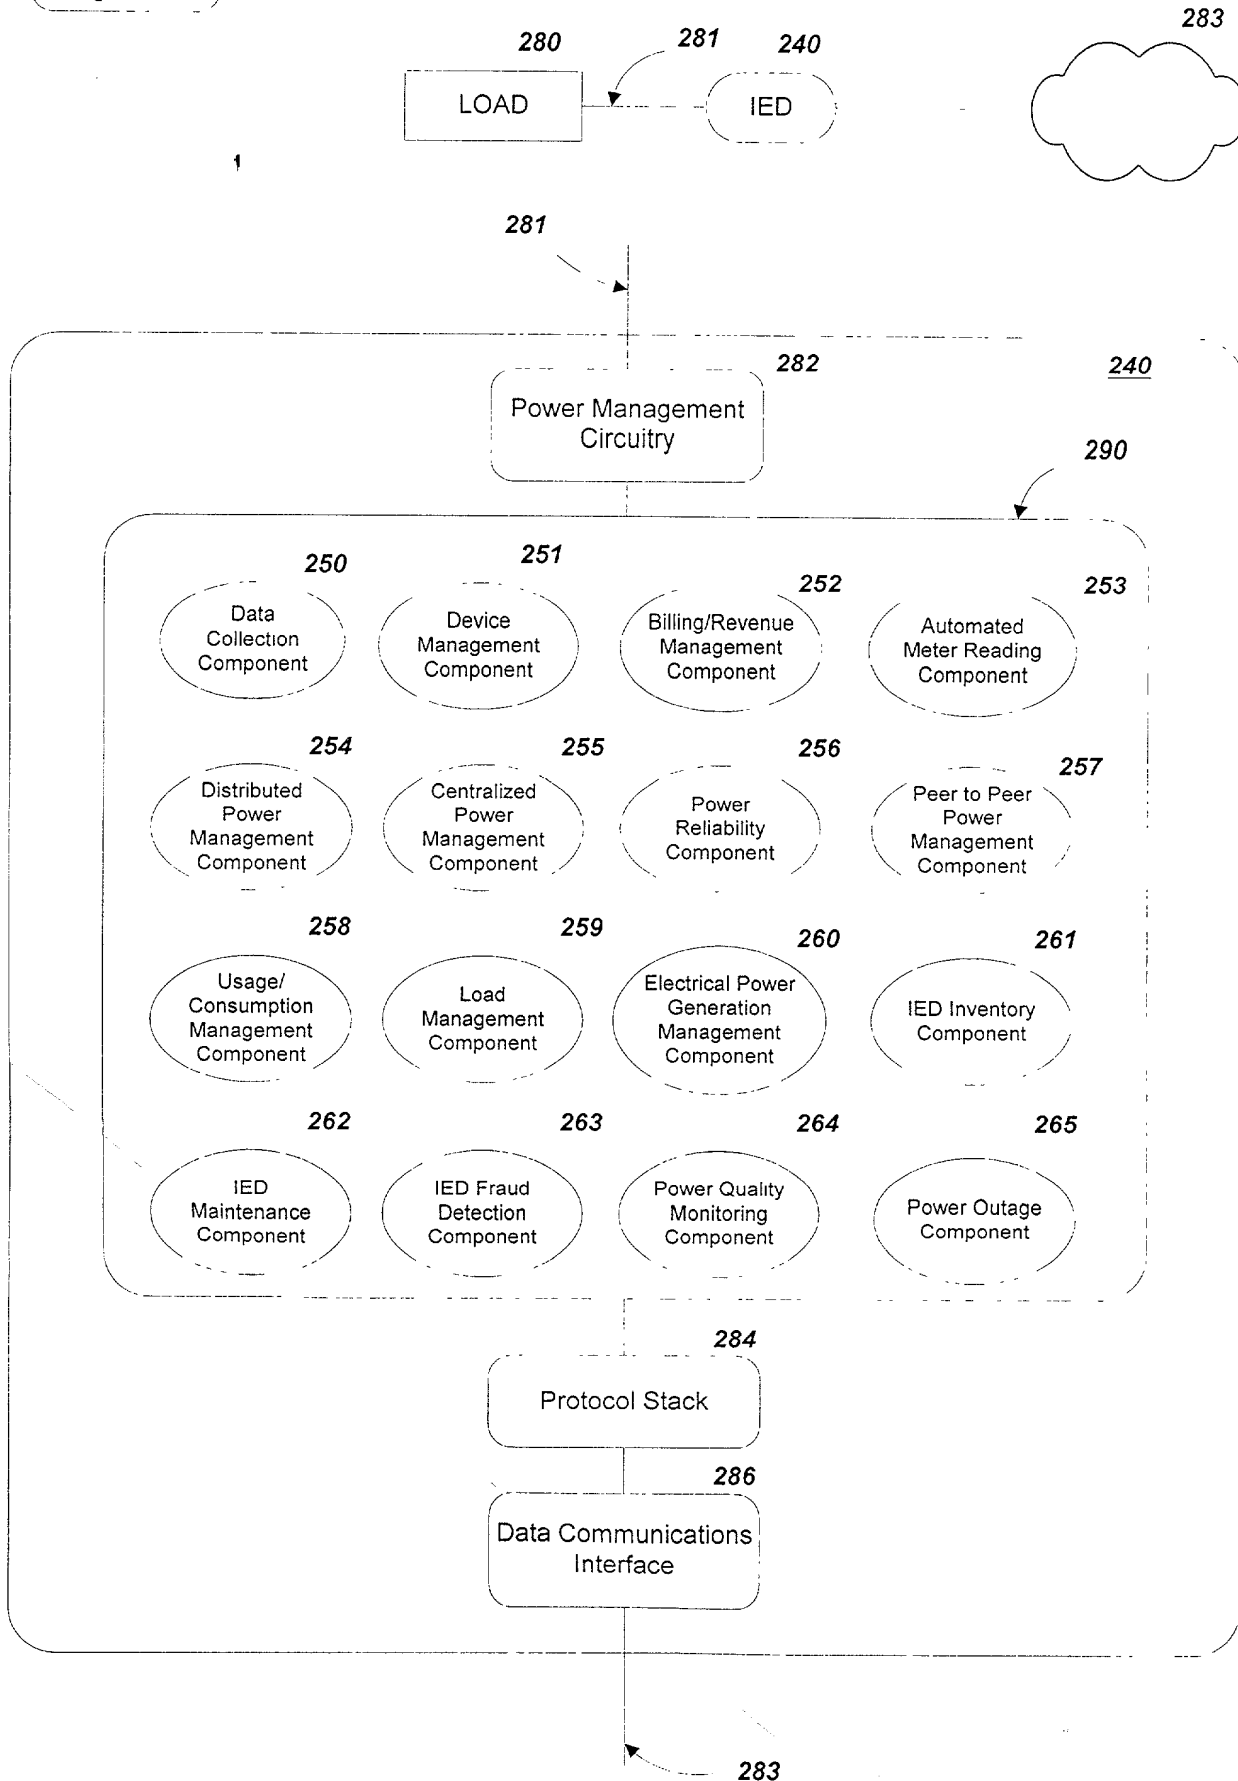 283
280
281
240
LOAD
IED
281
282
240
Power Management
Circuitry
290
250
251
252
253
Data
Collection
Component
Device
Management
Component
Billing/Revenue
Management
Component
Automated
Meter Reading
Component
254
255
256
257
Distributed
Power
Management
Component
Centralized
Power
Management
Component
Power
Reliability
Component
Peer to Peer
Power
Management
Component
258
259
260
261
Usage/
Consumption
Management
Component
Load
Management
Component
Electrical Power
Generation
Management
Component
IED Inventory
Component
262
263
264
265
IED
Maintenance
Component
IED Fraud
Detection
Component
Power Quality
Monitoring
Component
Power Outage
Component
284
Protocol Stack
286
Data Communications
Interface
283